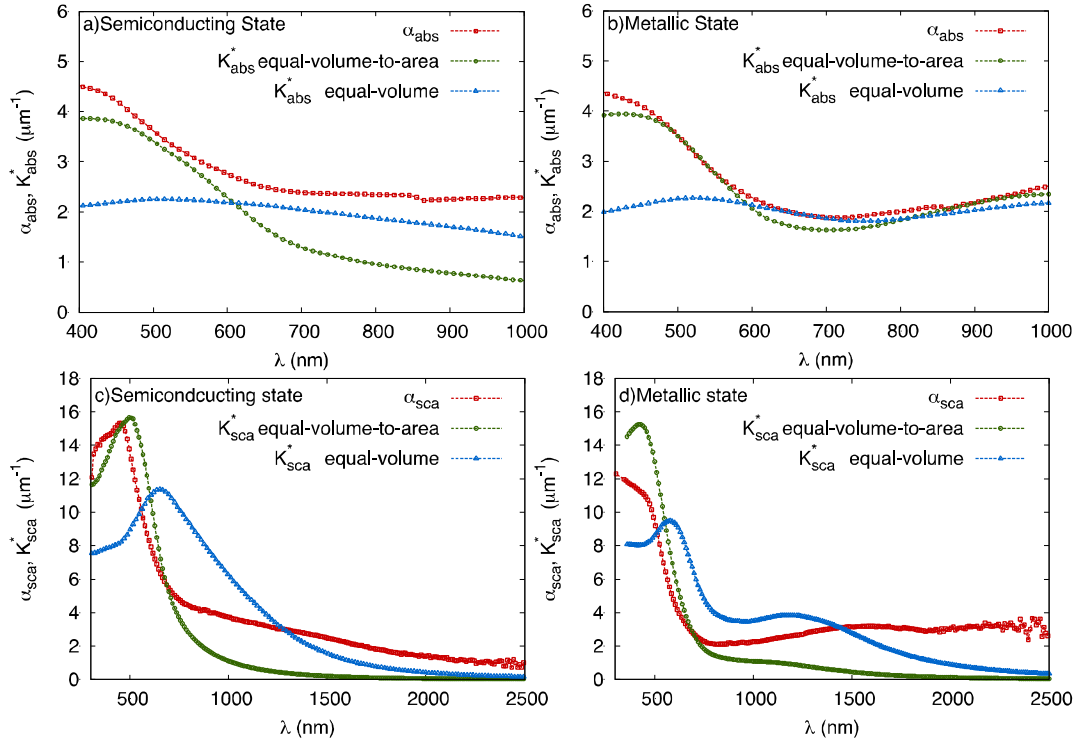 a)Semiconducting State
α_abs
K*_abs equal-volume-to-area
K*_abs equal-volume
6
5
4
3
2
1
0
400 500 600 700 800 900 1000
λ (nm)
α_abs, K*_abs (μm⁻¹)
b)Metallic State
α_abs
K*_abs equal-volume-to-area
K*_abs equal-volume
6
5
4
3
2
1
0
400 500 600 700 800 900 1000
λ (nm)
α_abs, K*_abs (μm⁻¹)
c)Semicondcucting state
α_sca
K*_sca equal-volume-to-area
K*_sca equal-volume
18
16
14
12
10
8
6
4
2
0
500 1000 1500 2000 2500
λ (nm)
α_sca, K*_sca (μm⁻¹)
d)Metallic state
α_sca
K*_sca equal-volume-to-area
K*_sca equal-volume
18
16
14
12
10
8
6
4
2
0
500 1000 1500 2000 2500
λ (nm)
α_sca, K*_sca (μm⁻¹)